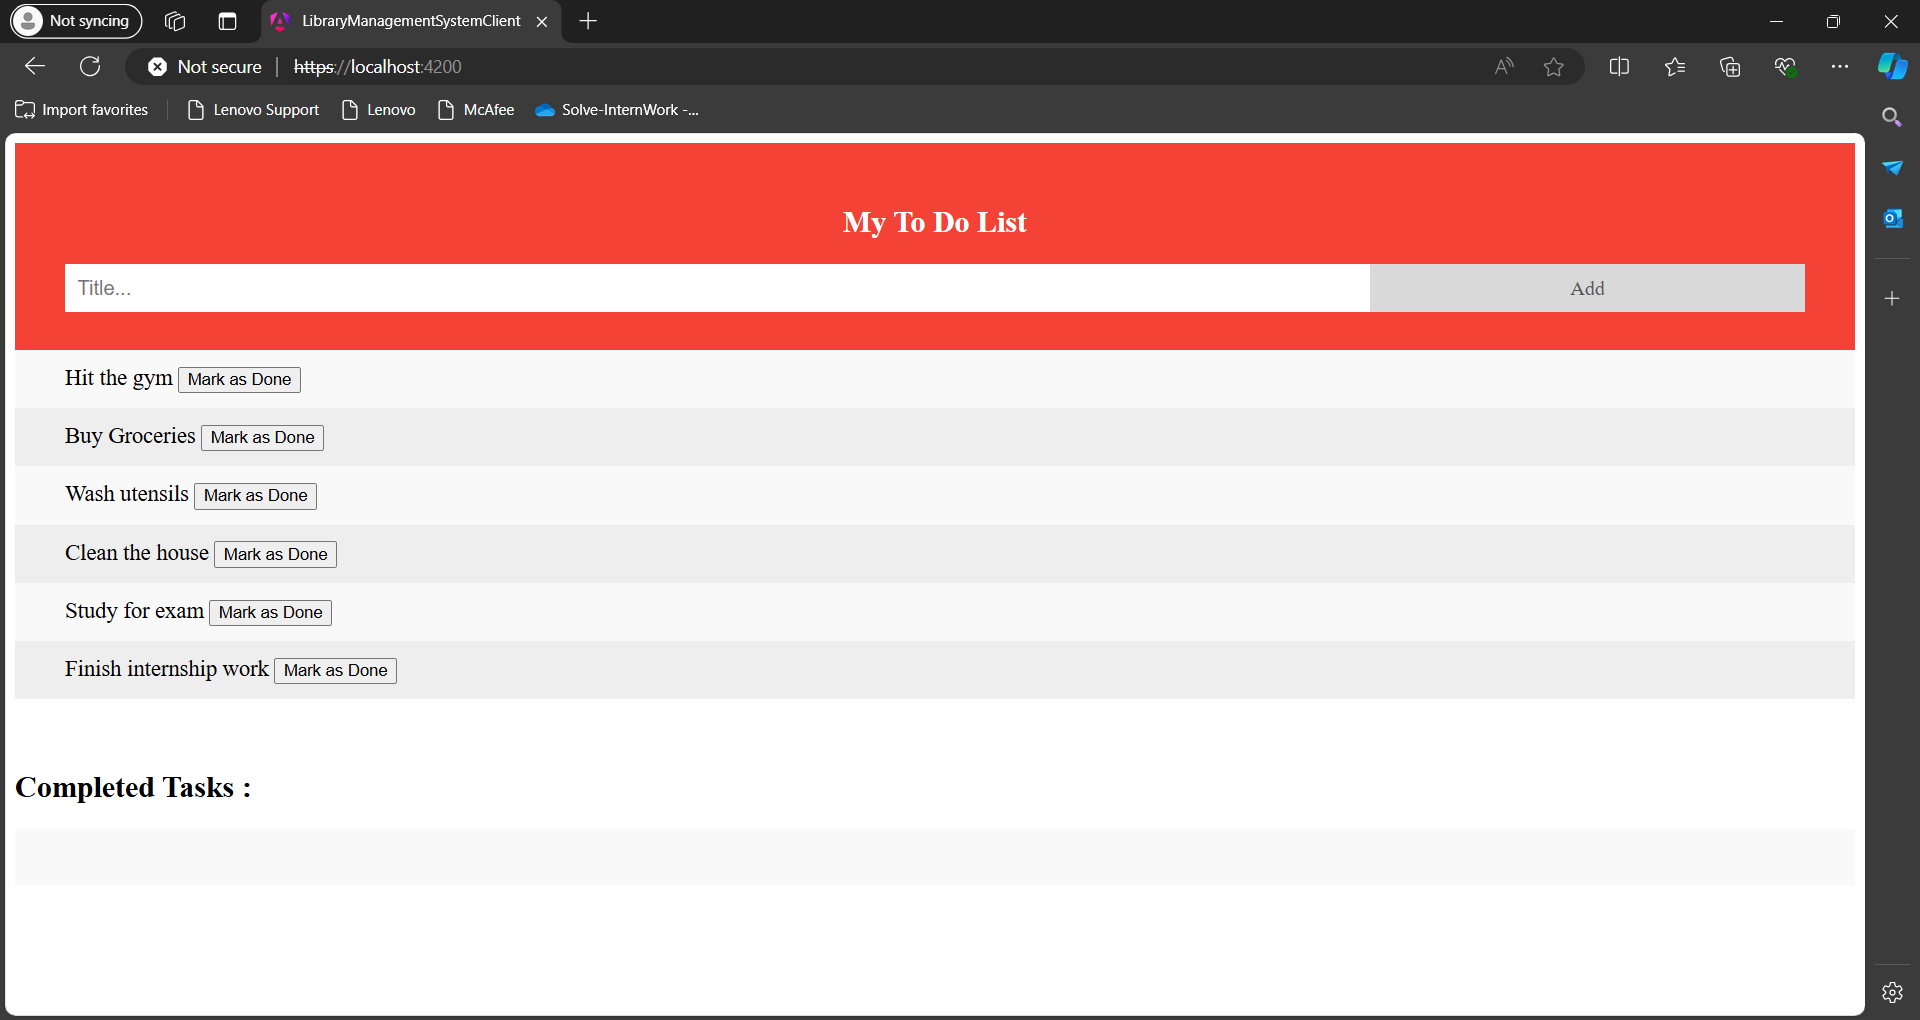 Not syncing
LibraryManagementSystemClient
Not secure
https://localhost:4200
Import favorites
Lenovo Support
Lenovo
McAfee
Solve-InternWork -...
My To Do List
Title...
Add
Hit the gym Mark as Done
Buy Groceries Mark as Done
Wash utensils Mark as Done
Clean the house Mark as Done
Study for exam Mark as Done
Finish internship work Mark as Done
Completed Tasks :